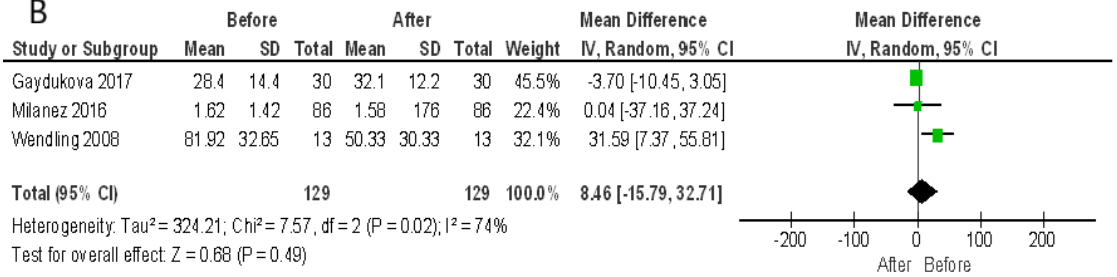 B
Before After Mean Difference Mean Difference
Study or Subgroup Mean SD Total Mean SD Total Weight IV, Random, 95% CI IV, Random, 95% CI
Gaydukova 2017 28.4 14.4 30 32.1 12.2 30 45.5% -3.70 [-10.45, 3.05]
Milanez 2016 1.62 1.42 86 1.58 176 86 22.4% 0.04 [-37.16, 37.24]
Wendling 2008 81.92 32.65 13 50.33 30.33 13 32.1% 31.59 [7.37, 55.81]
Total (95% CI) 129 129 100.0% 8.46 [-15.79, 32.71]
Heterogeneity: Tau² = 324.21; Chi² = 7.57, df = 2 (P = 0.02); I² = 74%
Test for overall effect: Z = 0.68 (P = 0.49)
-200 -100 0 100 200
After Before